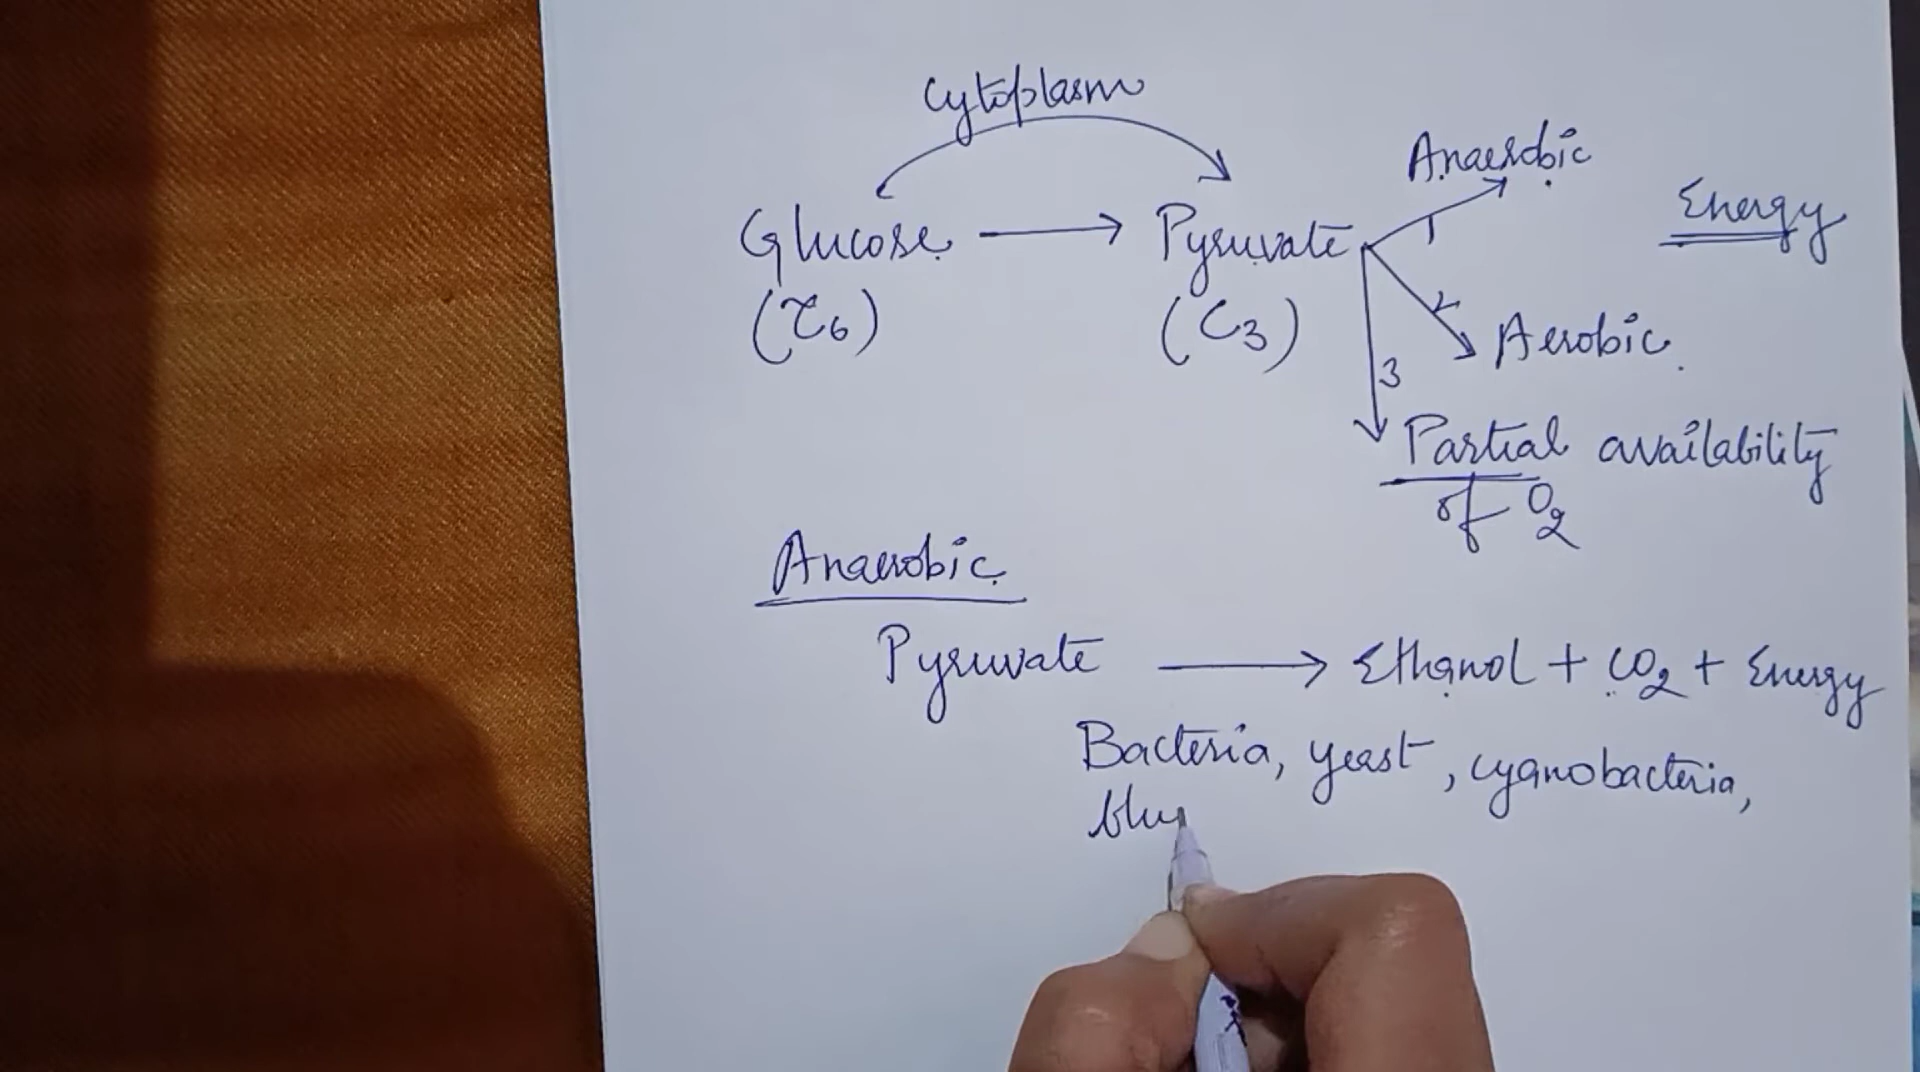 Cytoplasm
Glucose → Pyruvate
(C6) (C3)
1 Anaerobic
Energy
2 Aerobic.
3 Partial availability
of O2
Anaerobic
Pyruvate → Ethanol + CO2 + Energy
Bacteria, yeast, cyanobacteria,
blu